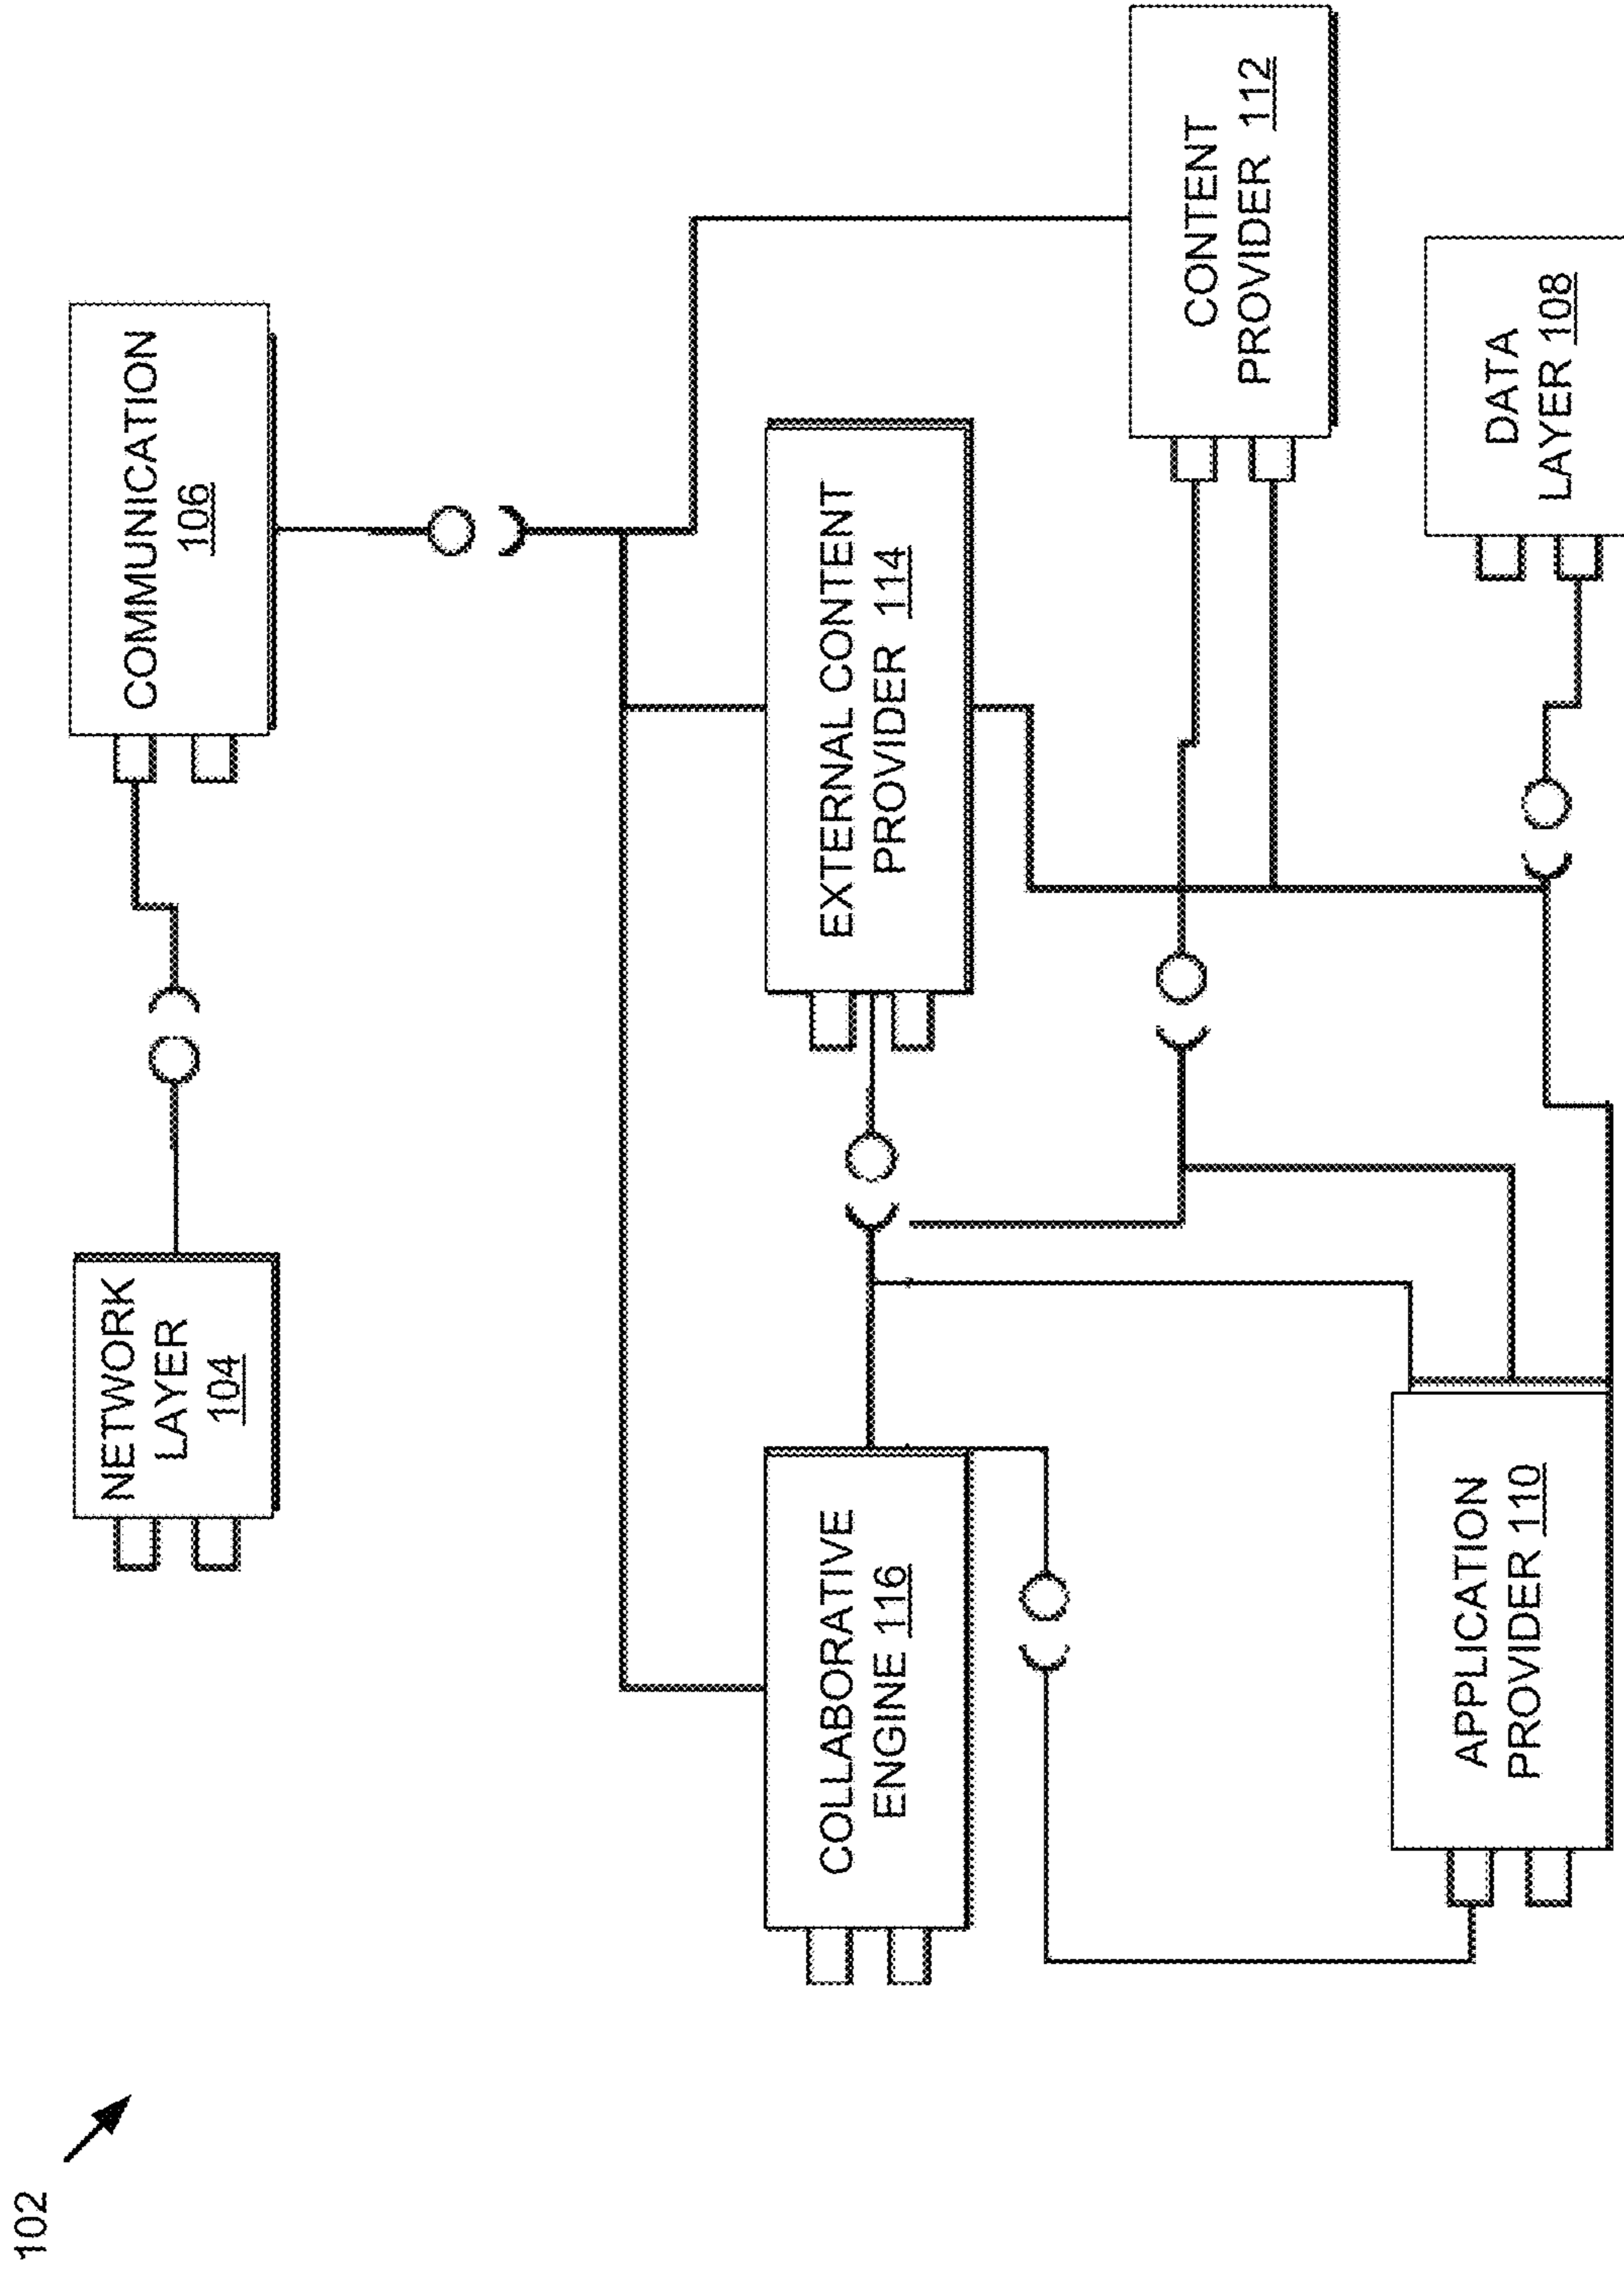 102
NETWORK
LAYER
104
COMMUNICATION
106
COLLABORATIVE
ENGINE 116
EXTERNAL CONTENT
PROVIDER 114
CONTENT
PROVIDER 112
APPLICATION
PROVIDER 110
DATA
LAYER 108